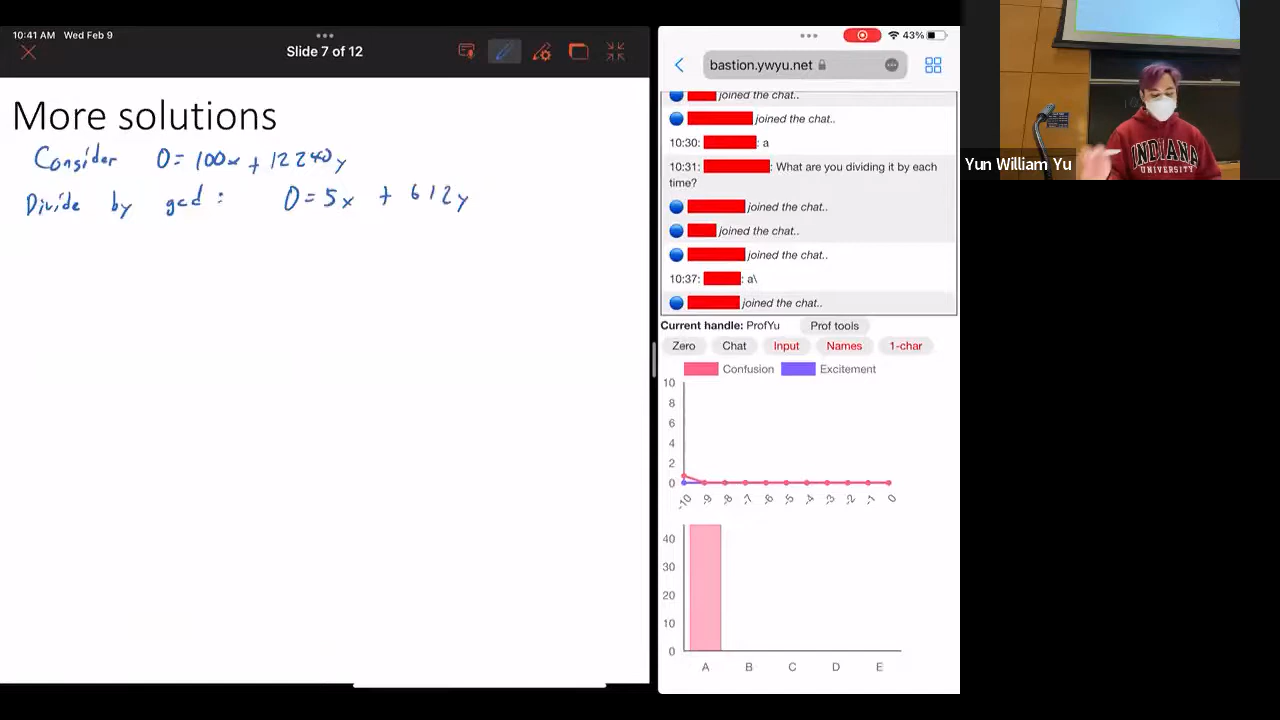 10:41 AM Wed Feb 9
Slide 7 of 12
More solutions
Consider 0 = 100x + 12240y
Divide by gcd : 0 = 5x + 612y
43%
bastion.ywyu.net
joined the chat..
joined the chat..
10:30: : a
10:31: : What are you dividing it by each
time?
joined the chat..
joined the chat..
joined the chat..
10:37: : a\
joined the chat..
Current handle: ProfYu Prof tools
Zero Chat Input Names 1-char
Confusion Excitement
10
8
6
4
2
0
-10 -9 -8 -7 -6 -5 -4 -3 -2 -1 0
40
30
20
10
0
A B C D E
Yun William Yu
INDIANA
UNIVERSITY